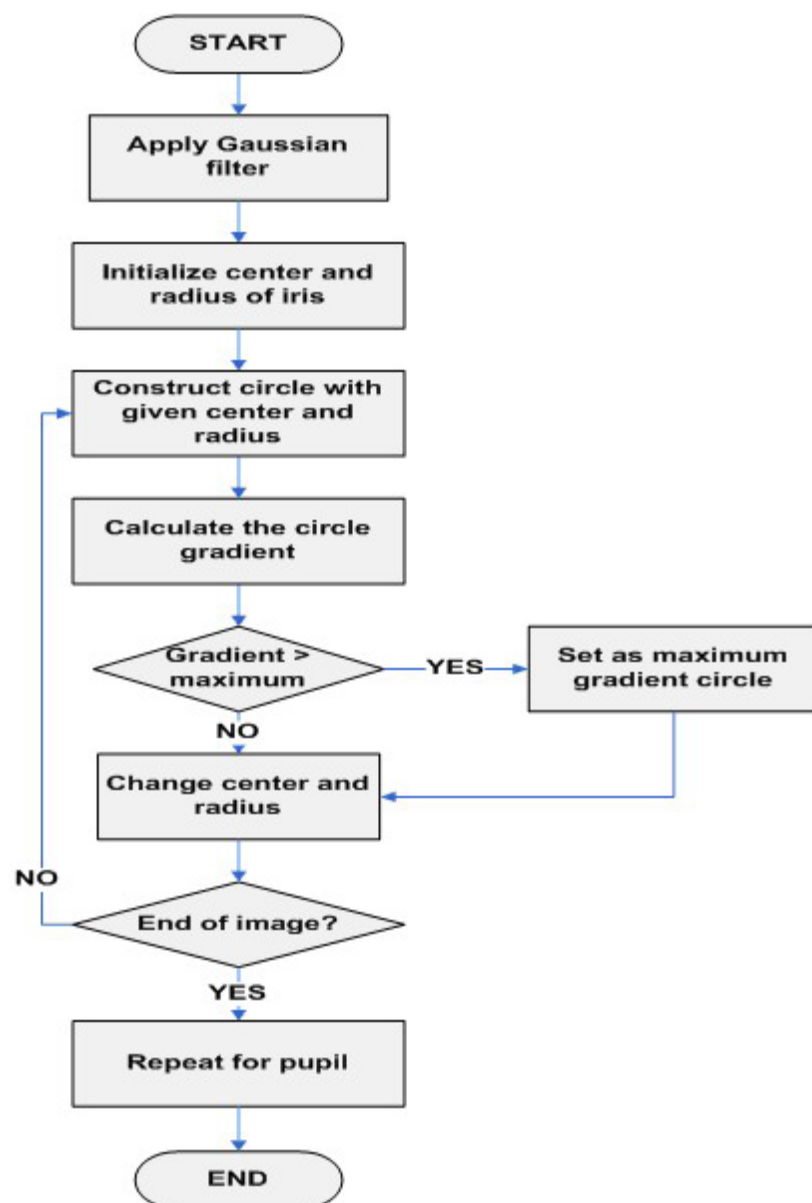 START
Apply Gaussian
filter
Initialize center and
radius of iris
Construct circle with
given center and
radius
Calculate the circle
gradient
Gradient >
maximum
YES
Set as maximum
gradient circle
NO
Change center and
radius
NO
End of image?
YES
Repeat for pupil
END